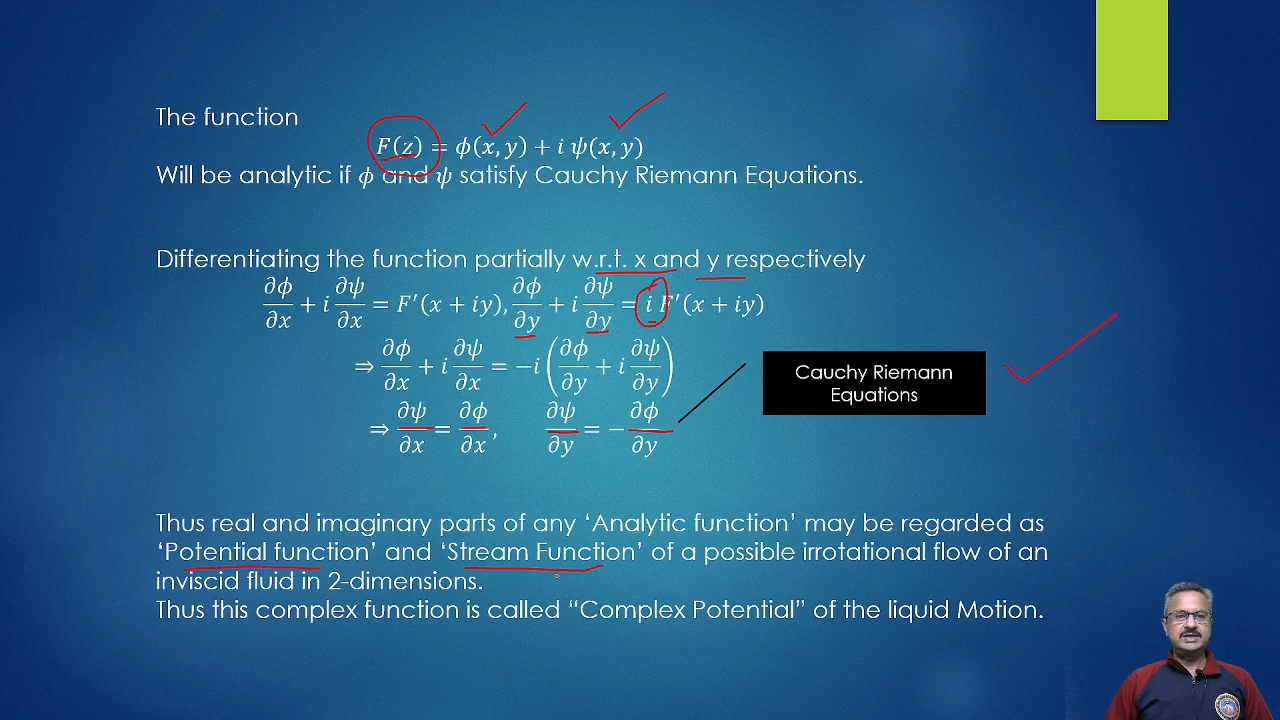 The function
F(z) = ϕ(x, y) + i ψ(x, y)
Will be analytic if ϕ and ψ satisfy Cauchy Riemann Equations.
Differentiating the function partially w.r.t. x and y respectively
∂ϕ/∂x + i ∂ψ/∂x = F′(x + iy), ∂ϕ/∂y + i ∂ψ/∂y = i F′(x + iy)
⇒ ∂ϕ/∂x + i ∂ψ/∂x = −i (∂ϕ/∂y + i ∂ψ/∂y)
⇒ ∂ψ/∂x = ∂ϕ/∂x, ∂ψ/∂y = − ∂ϕ/∂y
Cauchy Riemann
Equations
Thus real and imaginary parts of any ‘Analytic function’ may be regarded as
‘Potential function’ and ‘Stream Function’ of a possible irrotational flow of an
inviscid fluid in 2-dimensions.
Thus this complex function is called “Complex Potential” of the liquid Motion.